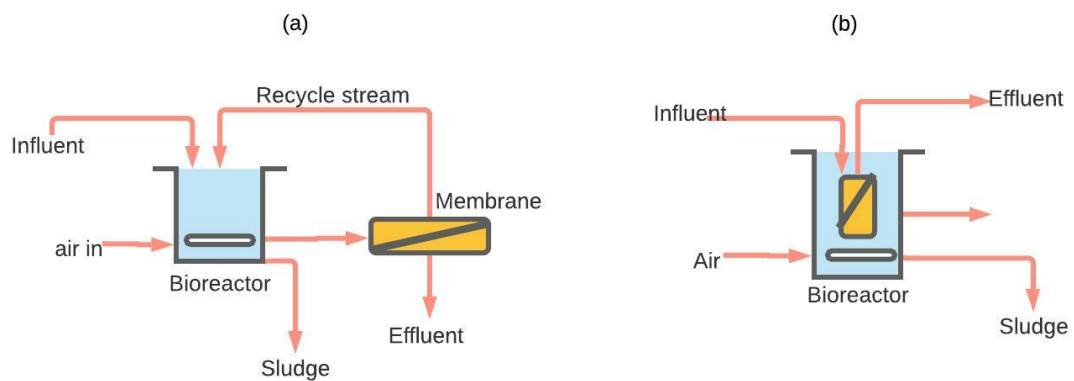 (a)
Recycle stream
Influent
Membrane
air in
Bioreactor
Effluent
Sludge
(b)
Influent
Effluent
Air
Bioreactor
Sludge